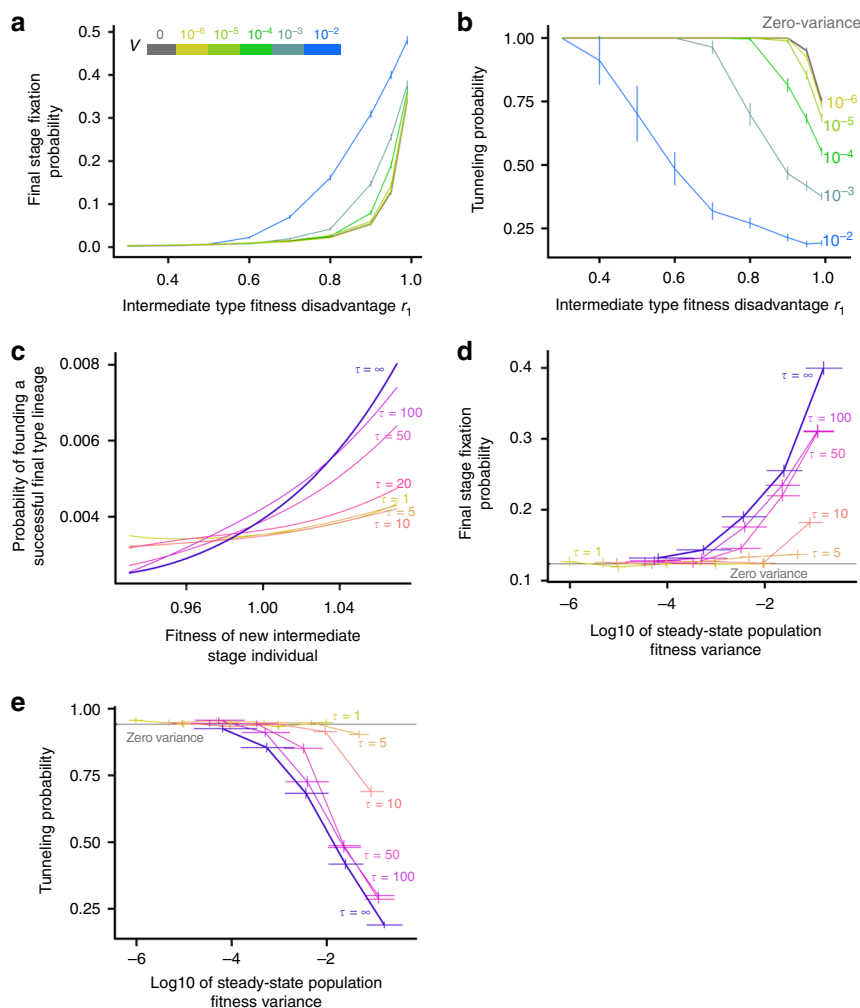 a
V
0 10⁻⁶ 10⁻⁵ 10⁻⁴ 10⁻³ 10⁻²
0.5
0.4
0.3
0.2
0.1
0.0
Final stage fixation
probability
0.4 0.6 0.8 1.0
Intermediate type fitness disadvantage r₁
b
Zero-variance
1.00
0.75
0.50
0.25
Tunneling probability
10⁻⁶
10⁻⁵
10⁻⁴
10⁻³
10⁻²
0.4 0.6 0.8 1.0
Intermediate type fitness disadvantage r₁
c
0.008
0.006
0.004
Probability of founding a
successful final type lineage
τ = ∞
τ = 100
τ = 50
τ = 20
τ = 1
τ = 5
τ = 10
0.96 1.00 1.04
Fitness of new intermediate
stage individual
d
0.4
0.3
0.2
0.1
Final stage fixation
probability
τ = ∞
τ = 100
τ = 50
τ = 10
τ = 5
τ = 1
Zero variance
−6 −4 −2
Log10 of steady-state population
fitness variance
e
1.00
0.75
0.50
0.25
Tunneling probability
τ = 1
Zero variance
τ = 5
τ = 10
τ = 50
τ = 100
τ = ∞
−6 −4 −2
Log10 of steady-state population
fitness variance